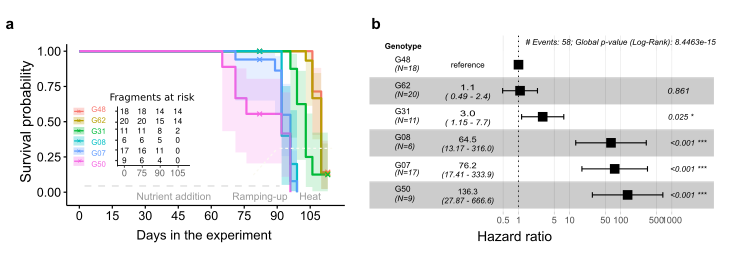 a
Survival probability
1.00
0.75
0.50
0.25
0.00
Fragments at risk
G48 18 18 14 14
G62 20 20 15 14
G31 11 11 8 2
G08 6 6 5 0
G07 17 16 11 0
G50 9 6 4 0
0 75 90 105
Nutrient addition Ramping-up Heat
0 15 30 45 60 75 90 105
Days in the experiment
b
# Events: 58; Global p-value (Log-Rank): 8.4463e-15
Genotype
G48
(N=18)
reference
G62
(N=20)
1.1
( 0.49 - 2.4)
0.861
G31
(N=11)
3.0
( 1.15 - 7.7)
0.025 *
G08
(N=6)
64.5
(13.17 - 316.0)
<0.001 ***
G07
(N=17)
76.2
(17.41 - 333.9)
<0.001 ***
G50
(N=9)
136.3
(27.87 - 666.6)
<0.001 ***
0.5 1 5 10 50 100 500 1000
Hazard ratio